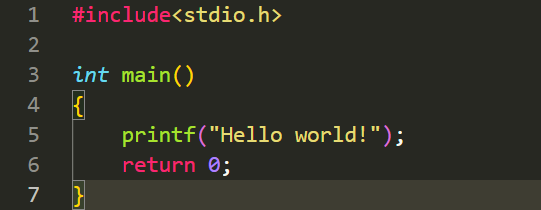 1 #include<stdio.h>
2
3 int main()
4 {
5     printf("Hello world!");
6     return 0;
7 }